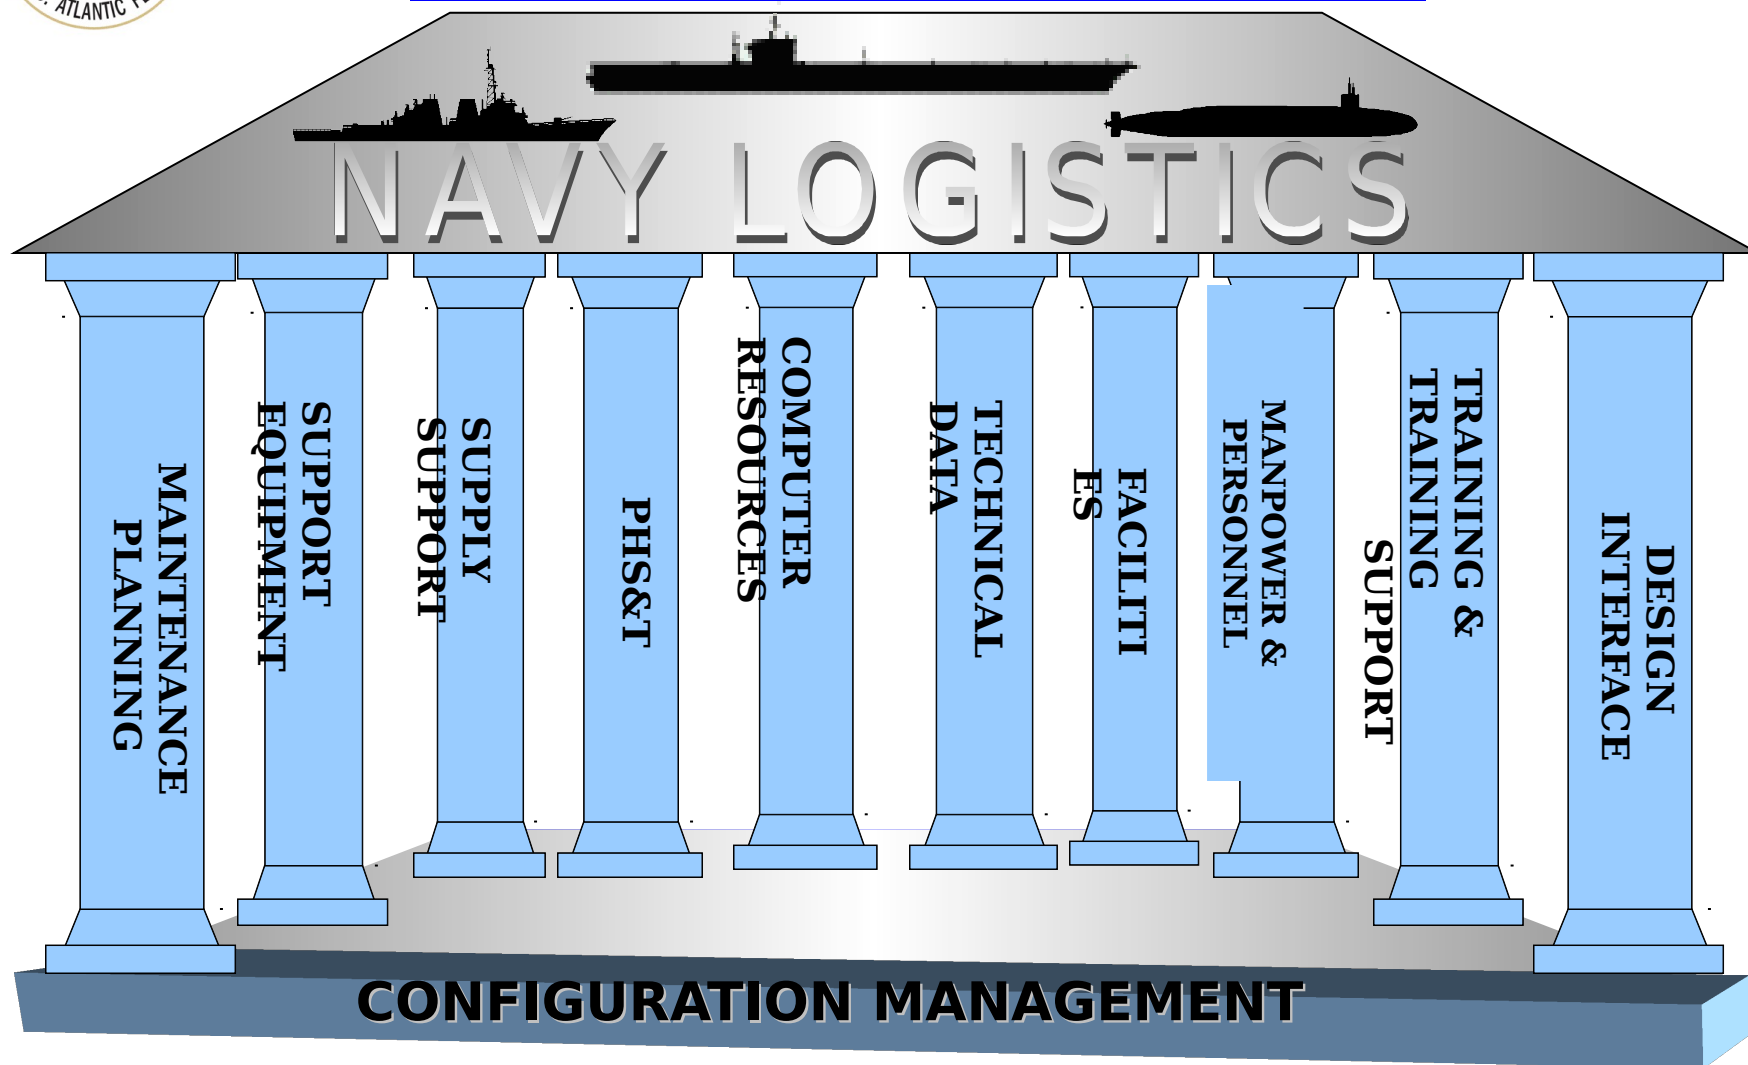 ATLANTIC
NAVY LOGISTICS
MAINTENANCE
PLANNING
SUPPORT
EQUIPMENT
SUPPLY
SUPPORT
PHS&T
COMPUTER
RESOURCES
TECHNICAL
DATA
FACILITI
ES
MANPOWER &
PERSONNEL
TRAINING &
TRAINING
SUPPORT
DESIGN
INTERFACE
CONFIGURATION MANAGEMENT